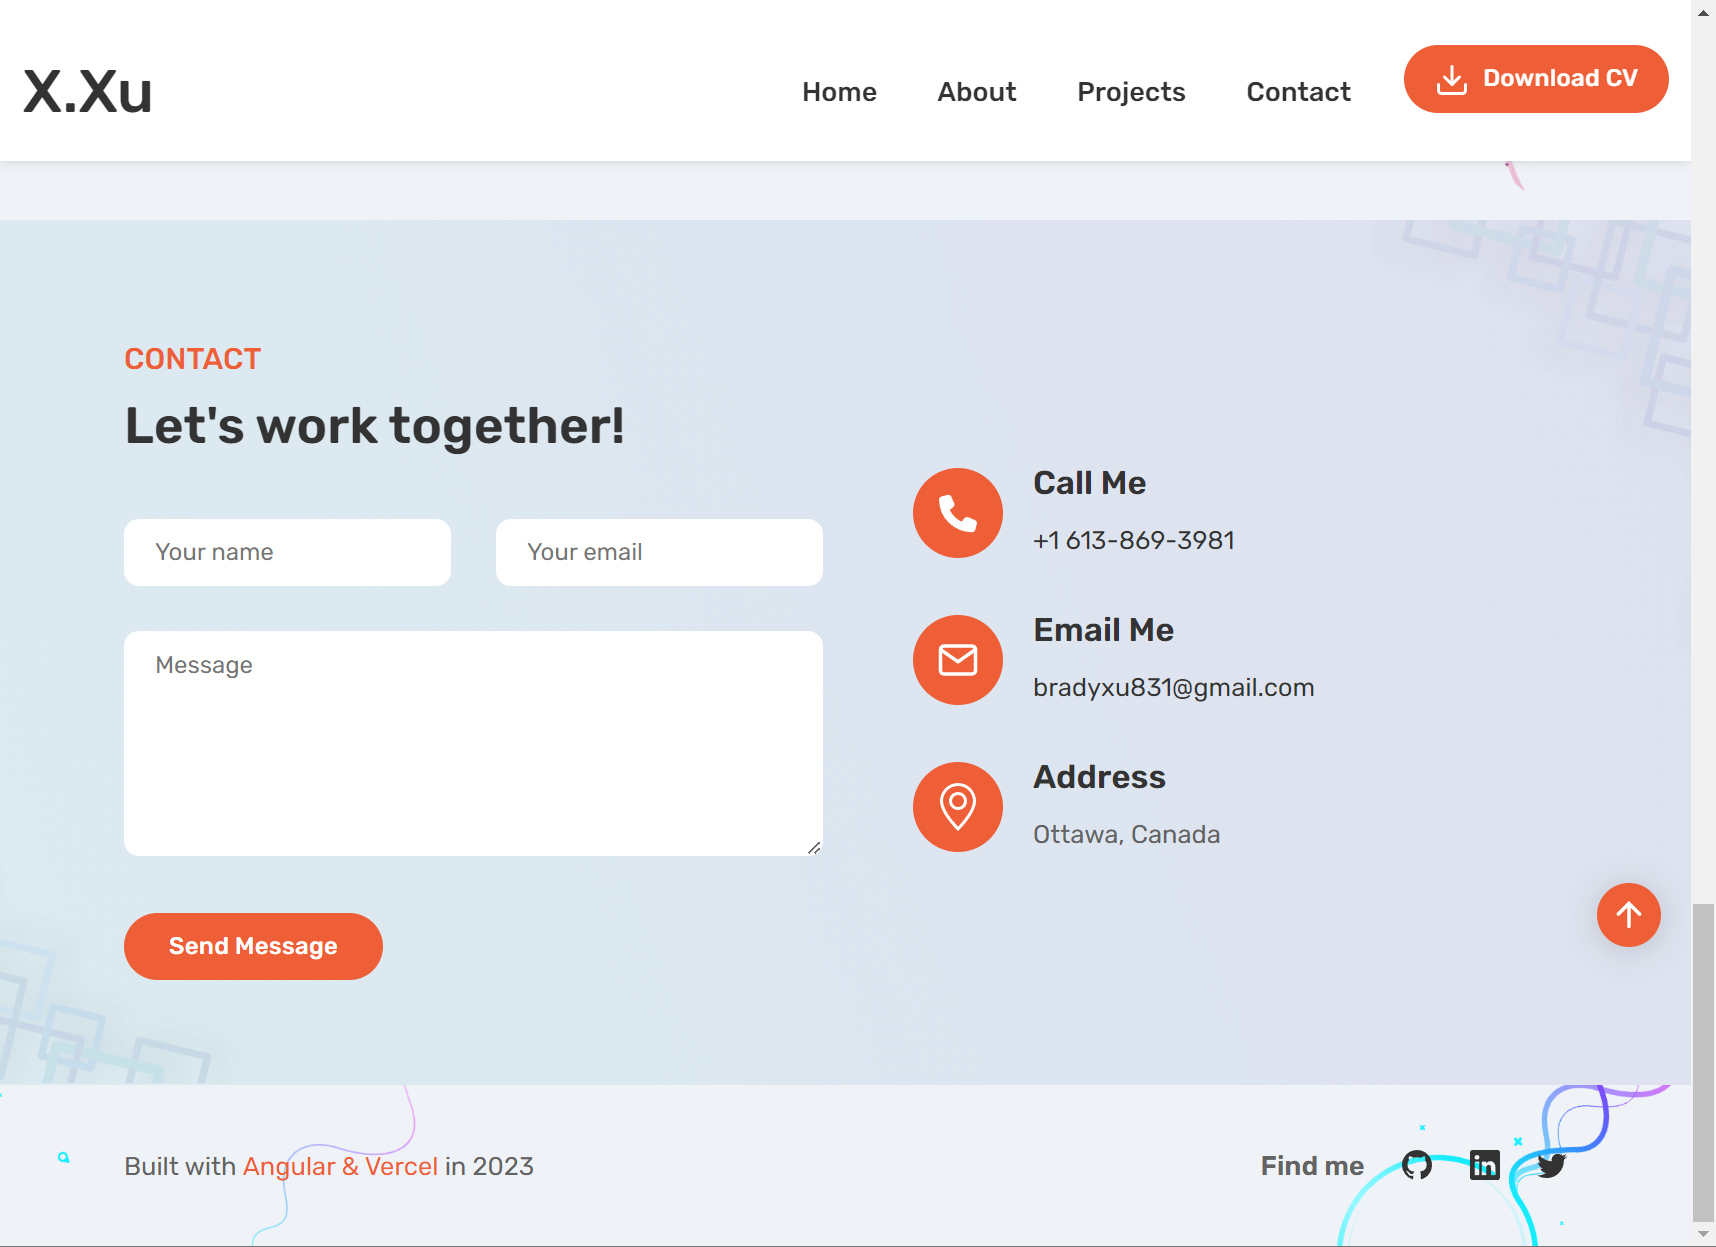 X.Xu
Home About Projects Contact Download CV
CONTACT
Let's work together!
Your name Your email
Message
Send Message
Call Me
+1 613-869-3981
Email Me
bradyxu831@gmail.com
Address
Ottawa, Canada
Built with Angular & Vercel in 2023
Find me